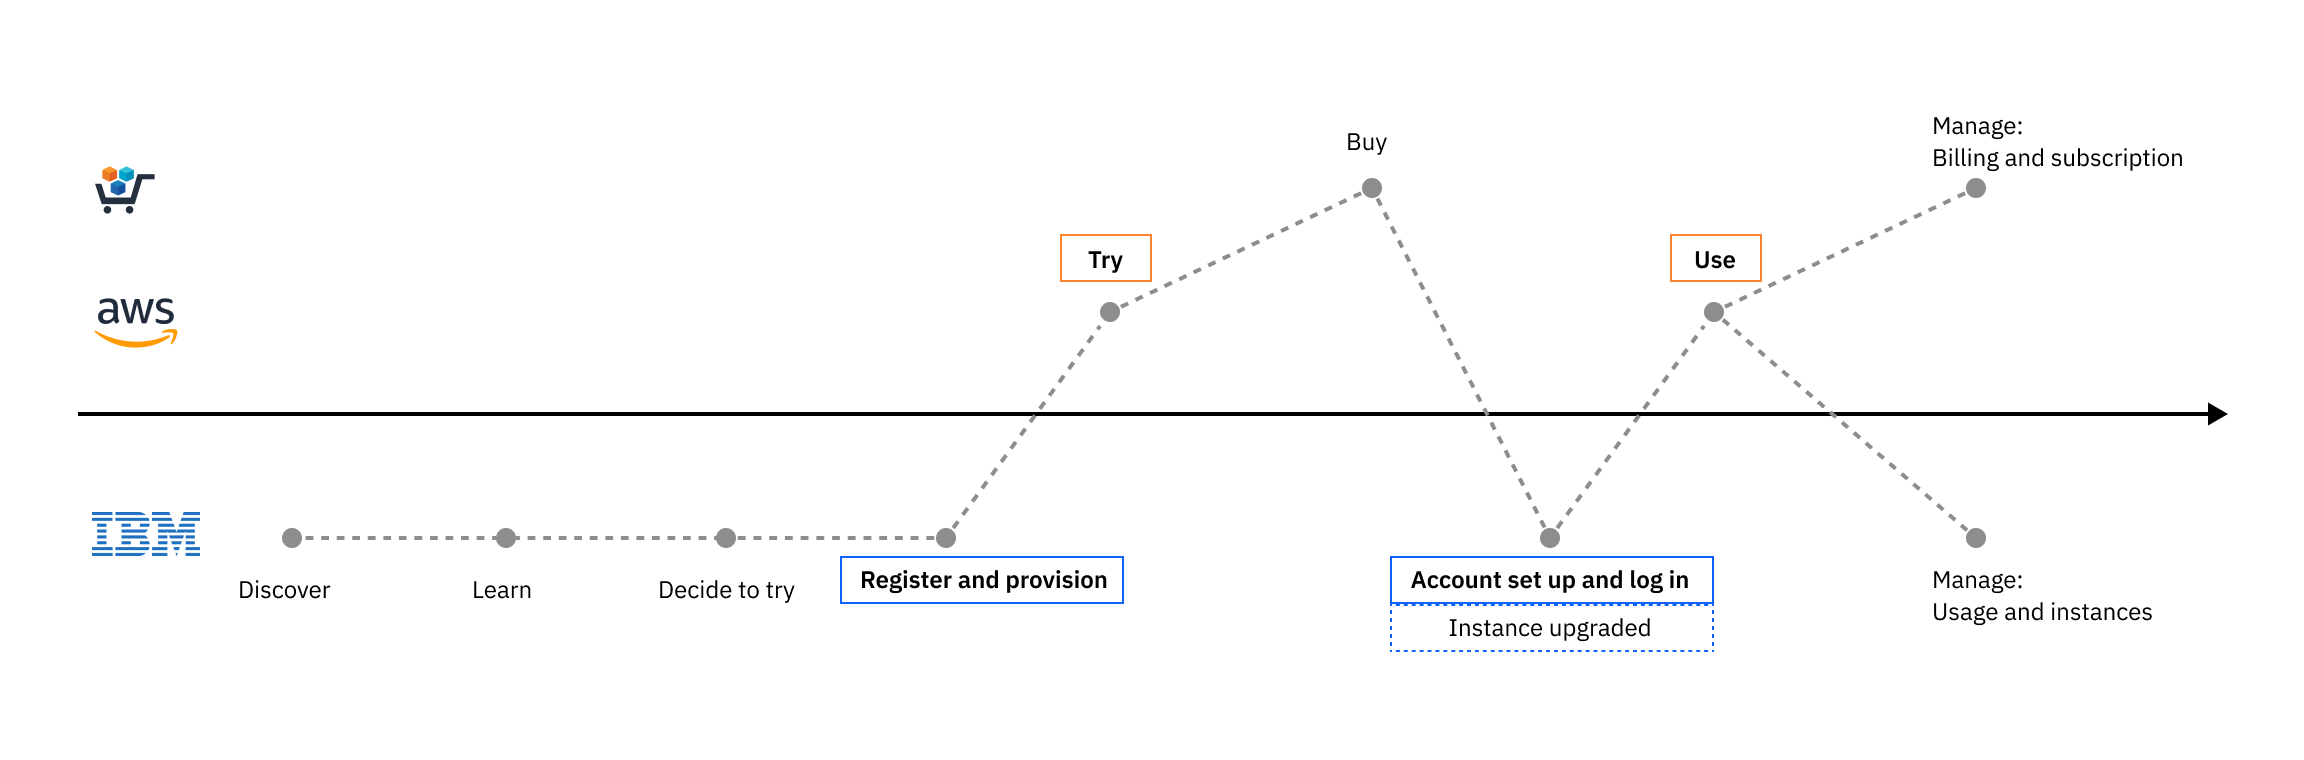 Manage:
Billing and subscription
Buy
Try
Use
aws
IBM
Discover
Learn
Decide to try
Register and provision
Account set up and log in
Instance upgraded
Manage:
Usage and instances